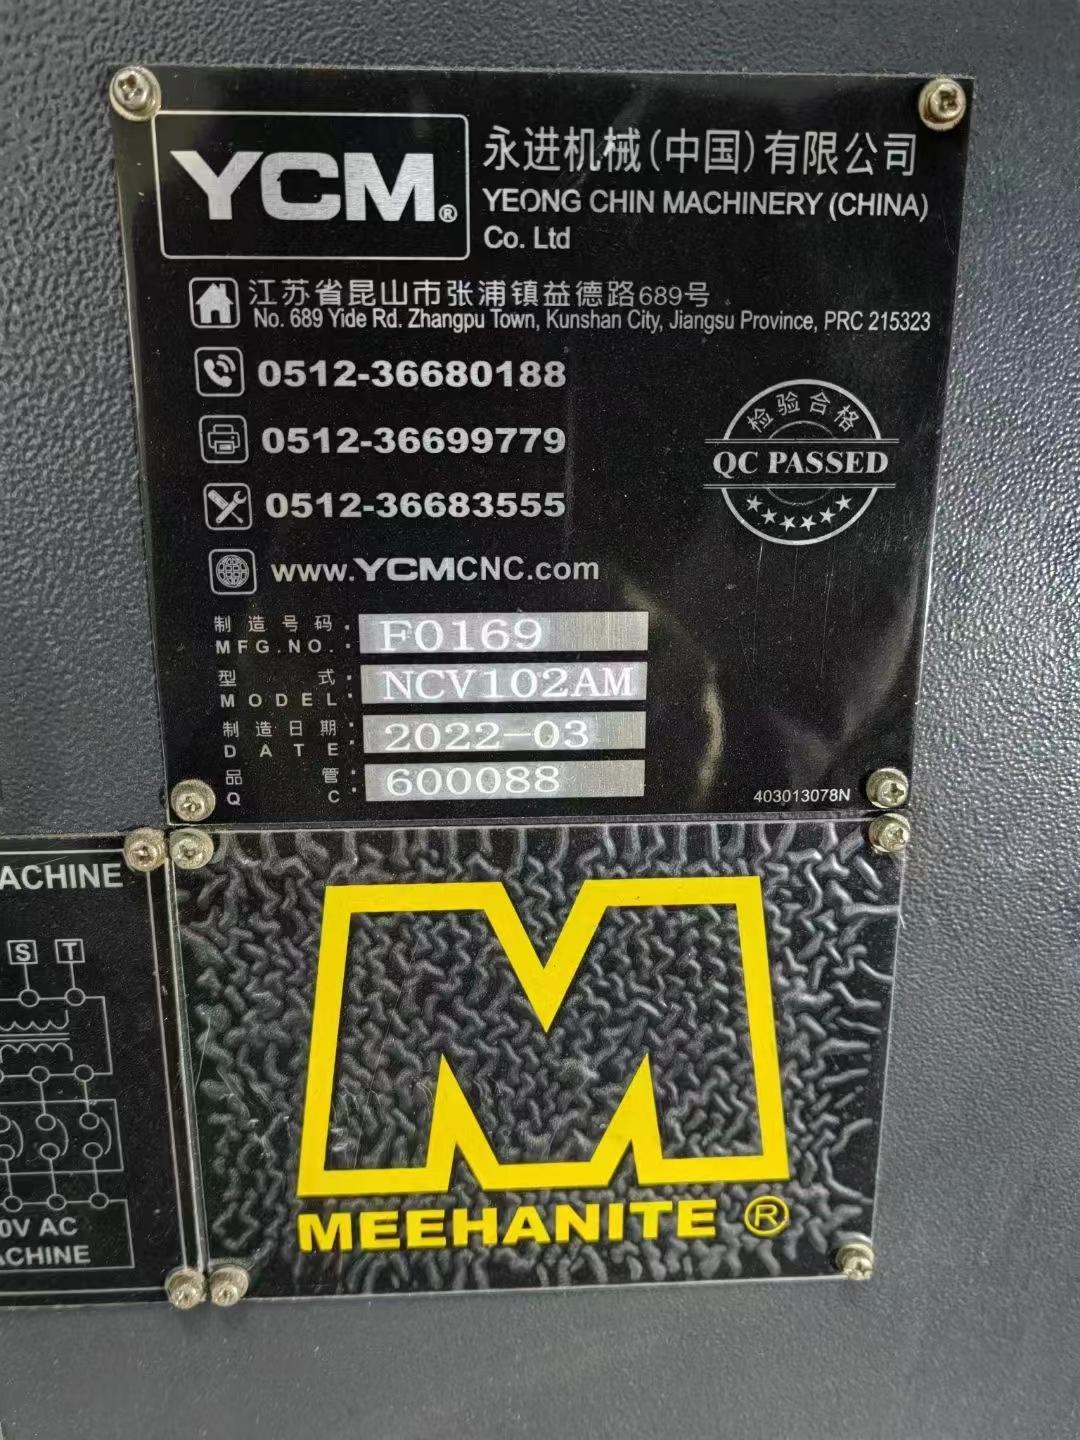 YCM®
永进机械(中国)有限公司
YEONG CHIN MACHINERY (CHINA)
Co. Ltd
江苏省昆山市张浦镇益德路689号
No. 689 Yide Rd. Zhangpu Town, Kunshan City, Jiangsu Province, PRC 215323
0512-36680188
0512-36699779
0512-36683555
www.YCMCNC.com
检验合格
QC PASSED
制造号码:
MFG.NO.: F0169
型式:
MODEL: NCV102AM
制造日期:
DATE: 2022-03
品管:
QC: 600088
403013078N
ACHINE
S T
0V AC
ACHINE
MEEHANITE ®